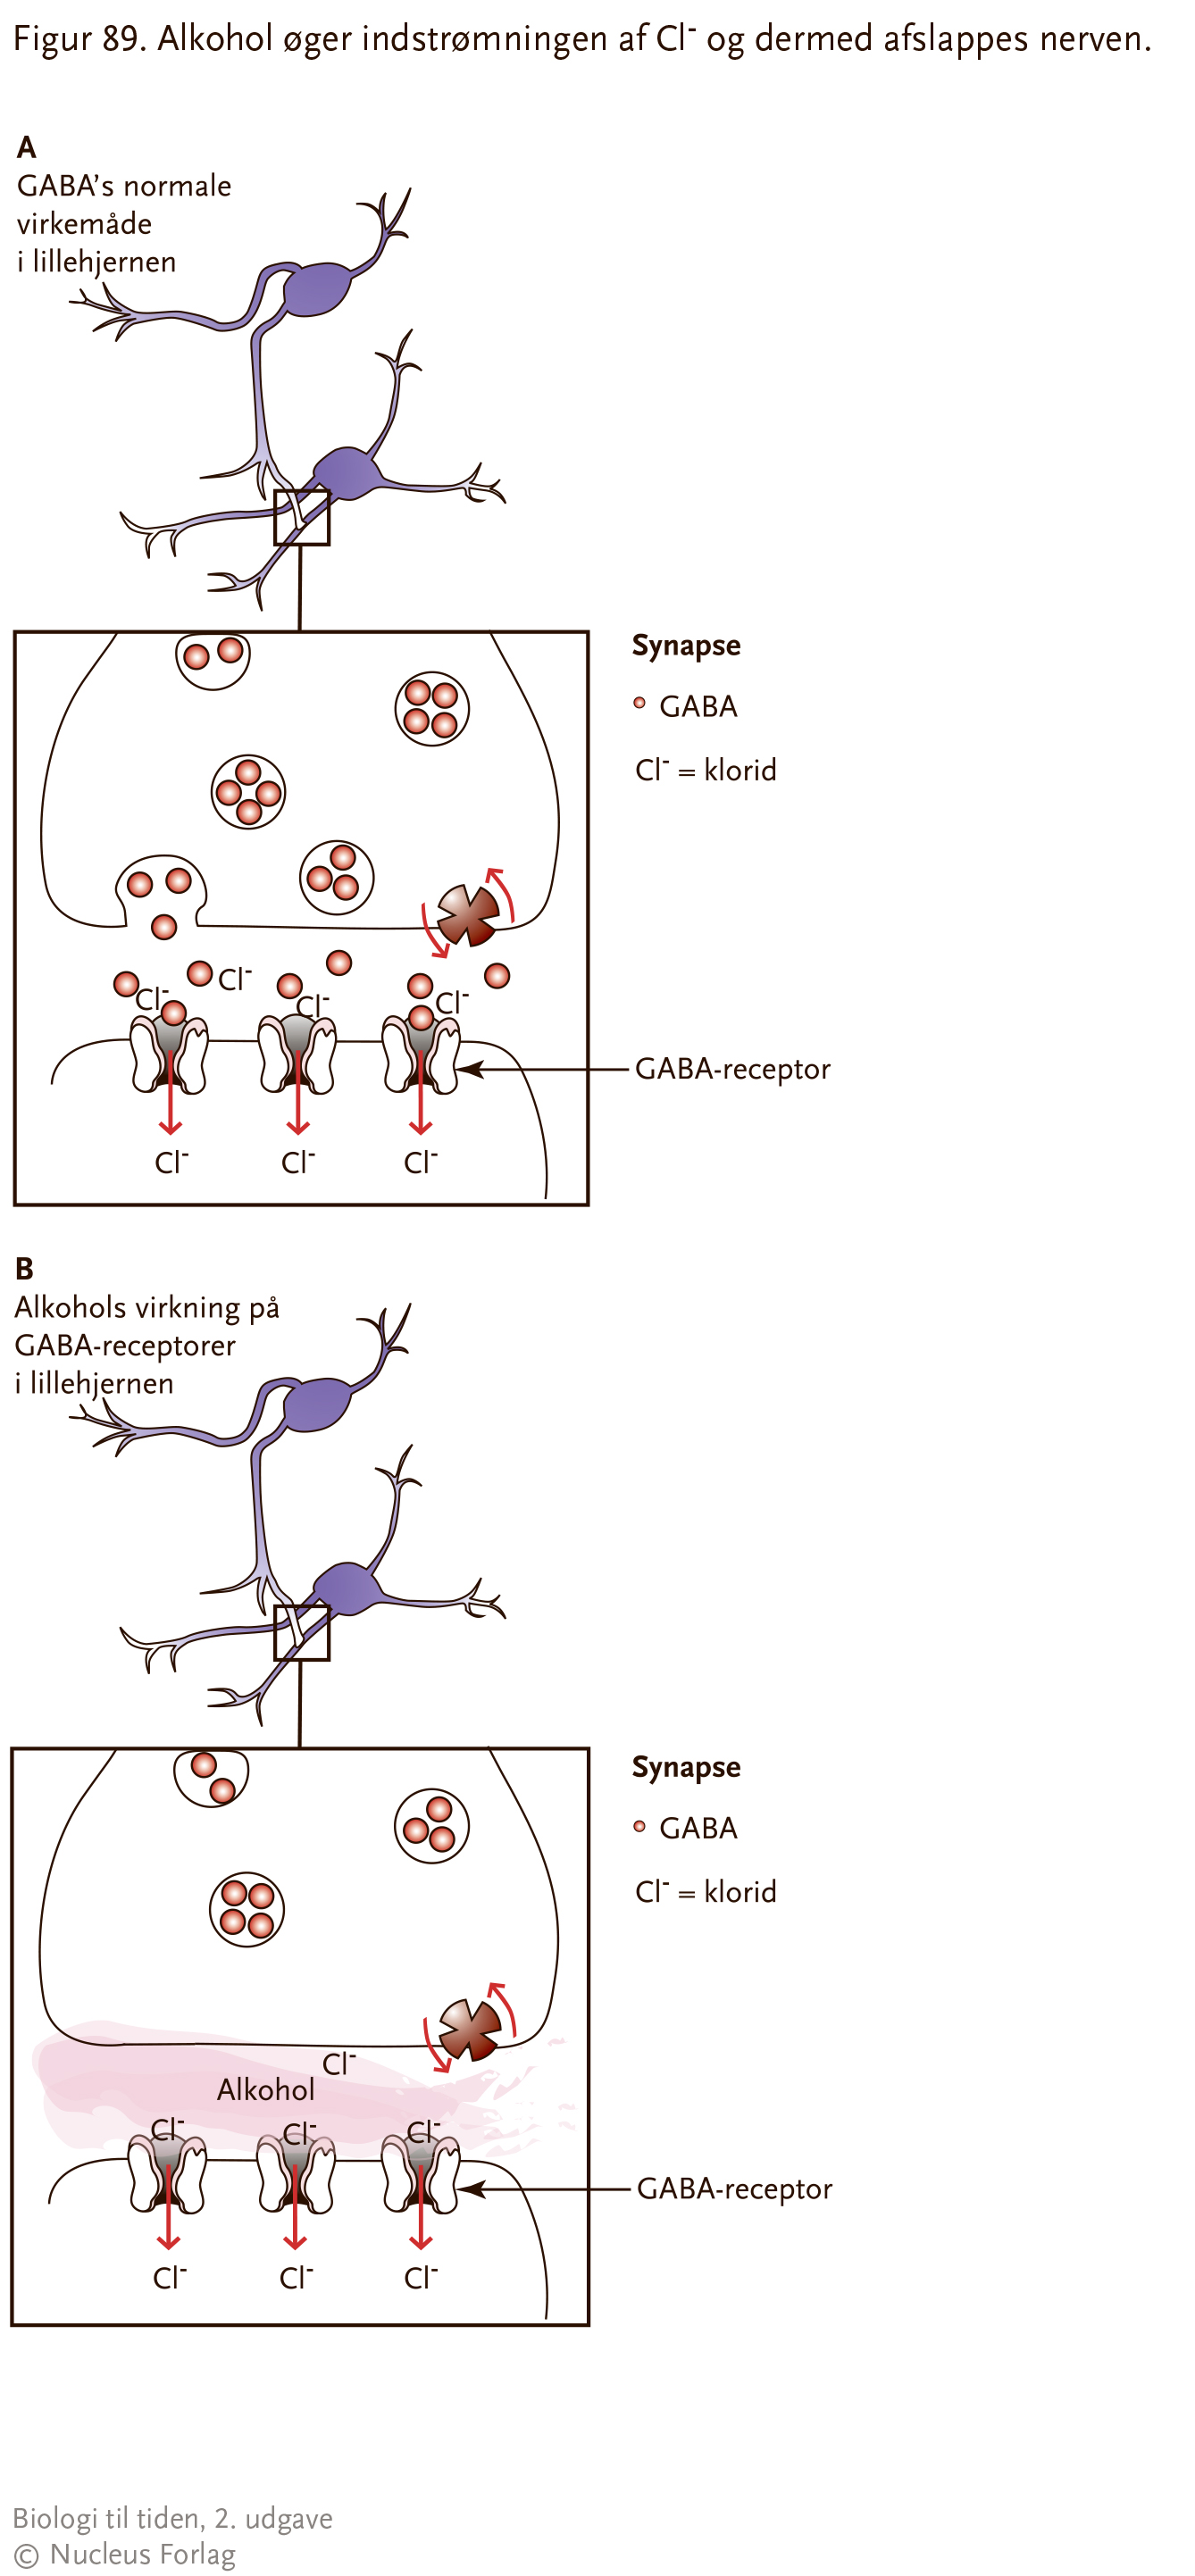 Figur 89. Alkohol øger indstrømningen af Cl⁻ og dermed afslappes nerven.
A
GABA’s normale
virkemåde
i lillehjernen
Synapse
GABA
Cl⁻ = klorid
Cl⁻
Cl⁻
Cl⁻
Cl⁻
GABA-receptor
Cl⁻
Cl⁻
Cl⁻
B
Alkohols virkning på
GABA-receptorer
i lillehjernen
Synapse
GABA
Cl⁻ = klorid
Cl⁻
Alkohol
Cl⁻
Cl⁻
Cl⁻
GABA-receptor
Cl⁻
Cl⁻
Cl⁻
Biologi til tiden, 2. udgave
© Nucleus Forlag